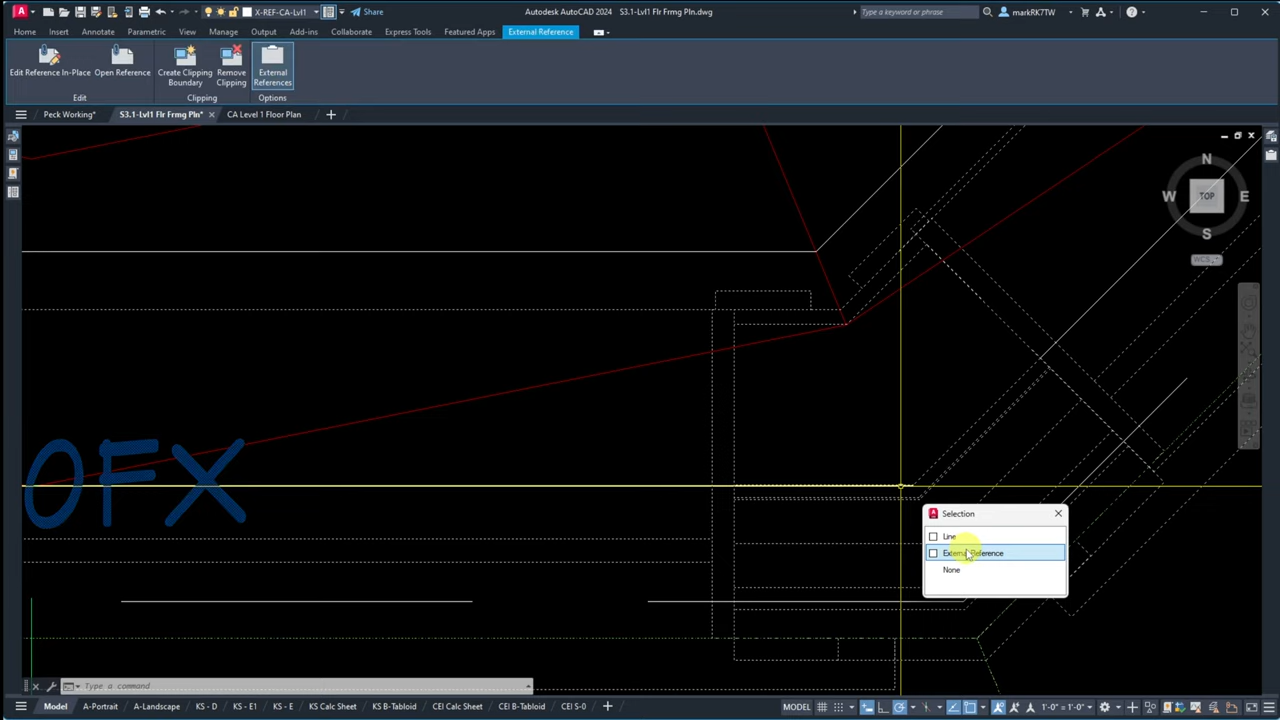 X-REF-CA-Lvl1
Share
Autodesk AutoCAD 2024 S3.1-Lvl1 Flr Frmg Pln.dwg
Type a keyword or phrase
markRK7TW
Home Insert Annotate Parametric View Manage Output Add-ins Collaborate Express Tools Featured Apps External Reference
Edit Reference In-Place Open Reference Create Clipping Boundary Remove Clipping External References
Edit Clipping Options
Peck Working* S3.1-Lvl1 Flr Frmg Pln* CA Level 1 Floor Plan
N
W TOP E
S
WCS
OFX
Selection
Line
External Reference
None
Type a command
Model A-Portrait A-Landscape KS - D KS - E1 KS - E KS Calc Sheet KS B-Tabloid CEI Calc Sheet CEI B-Tabloid CEI S-0 MODEL 1'-0" = 1'-0"